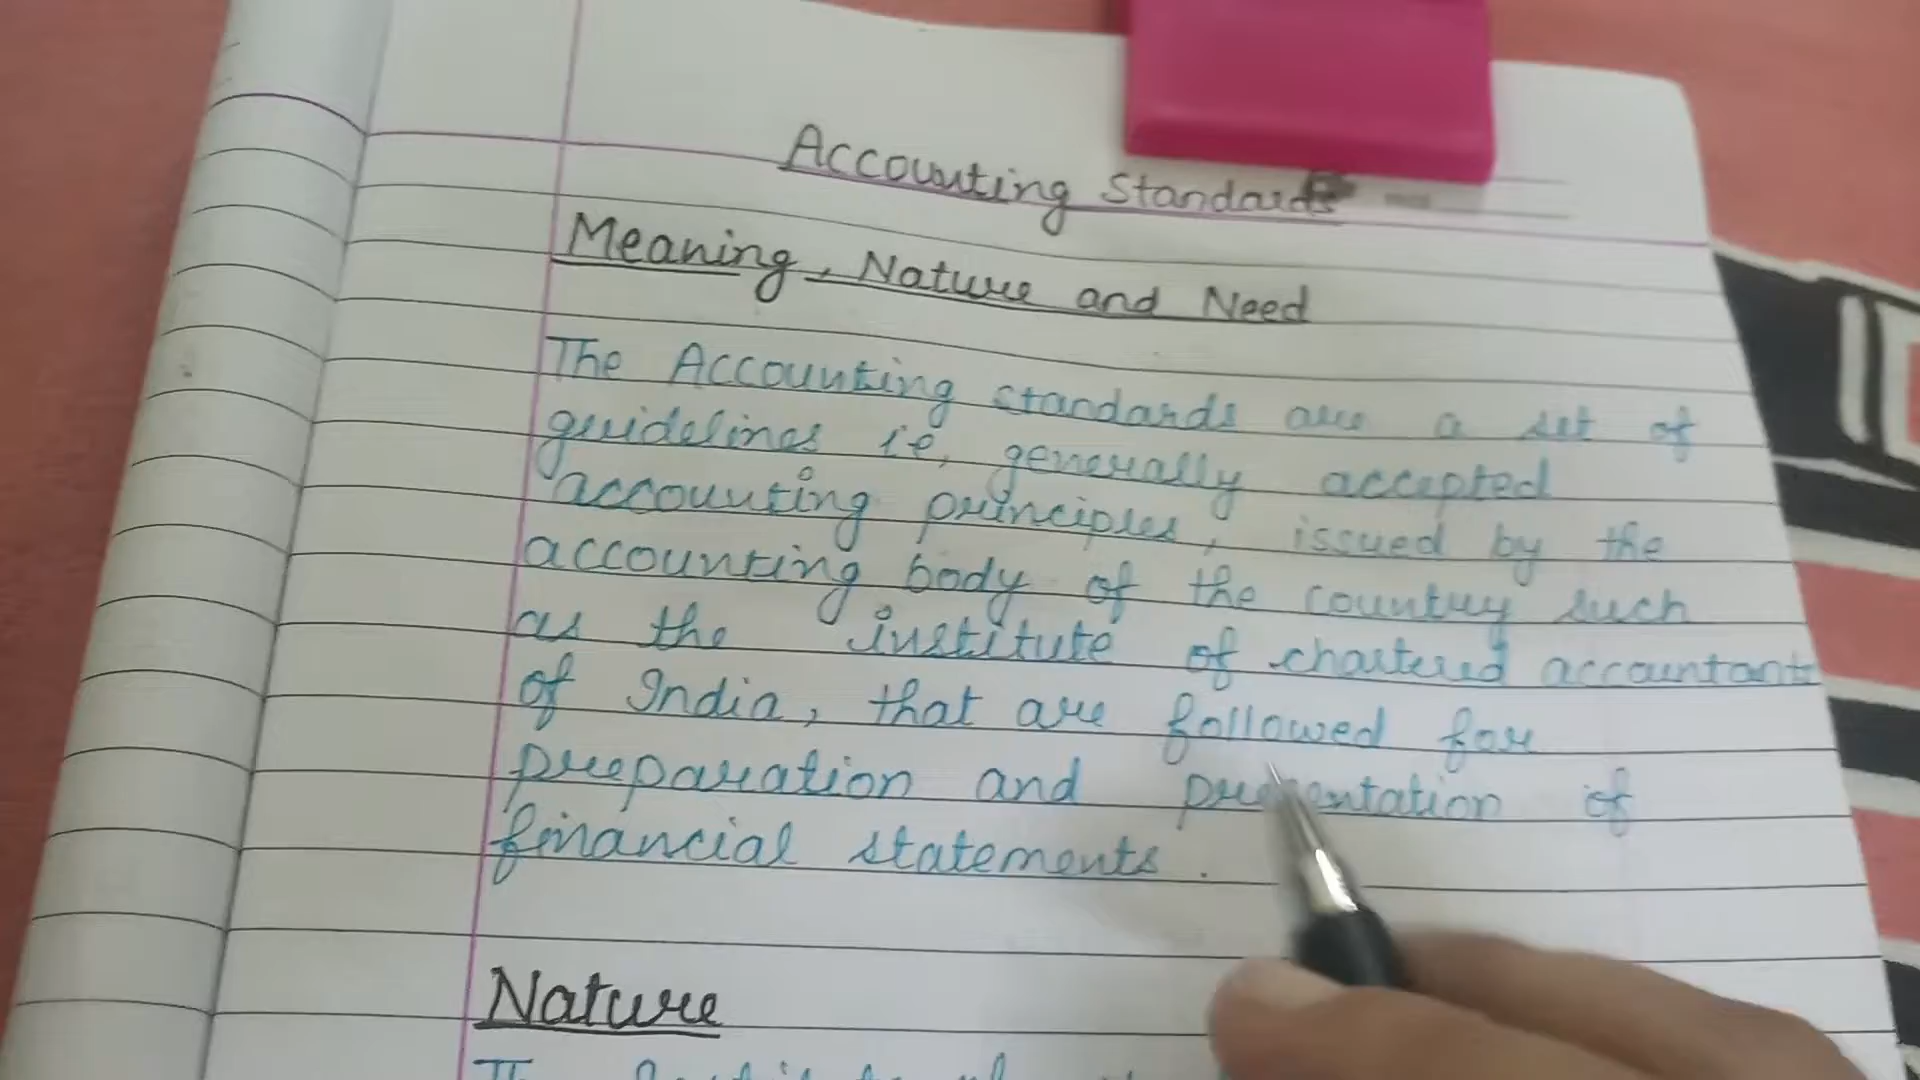 Accounting Standards
Meaning, Nature and Need
The Accounting standards are a set of
guidelines ie, generally accepted
accounting principles, issued by the
accounting body of the country such
as the institute of chartered accountants
of India, that are followed for
preparation and presentation of
financial statements.
Nature